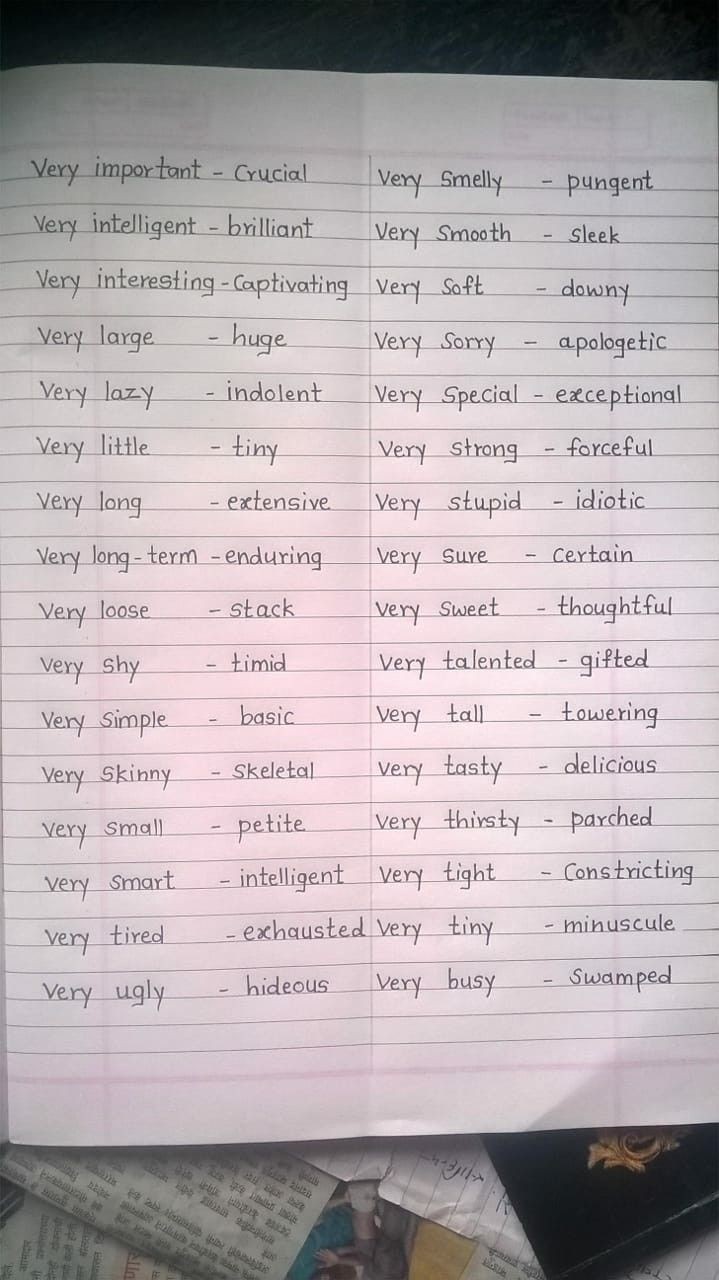 Very important - Crucial
Very intelligent - brilliant
Very interesting - Captivating
Very large - huge
Very lazy - indolent
Very little - tiny
Very long - extensive
Very long-term - enduring
Very loose - stack
Very shy - timid
Very simple - basic
Very skinny - skeletal
Very small - petite
Very smart - intelligent
Very tired - exhausted
Very ugly - hideous
Very smelly - pungent
Very smooth - sleek
Very soft - downy
Very sorry - apologetic
Very special - exceptional
Very strong - forceful
Very stupid - idiotic
Very sure - certain
Very sweet - thoughtful
Very talented - gifted
Very tall - towering
Very tasty - delicious
Very thirsty - parched
Very tight - Constricting
Very tiny - minuscule
Very busy - Swamped